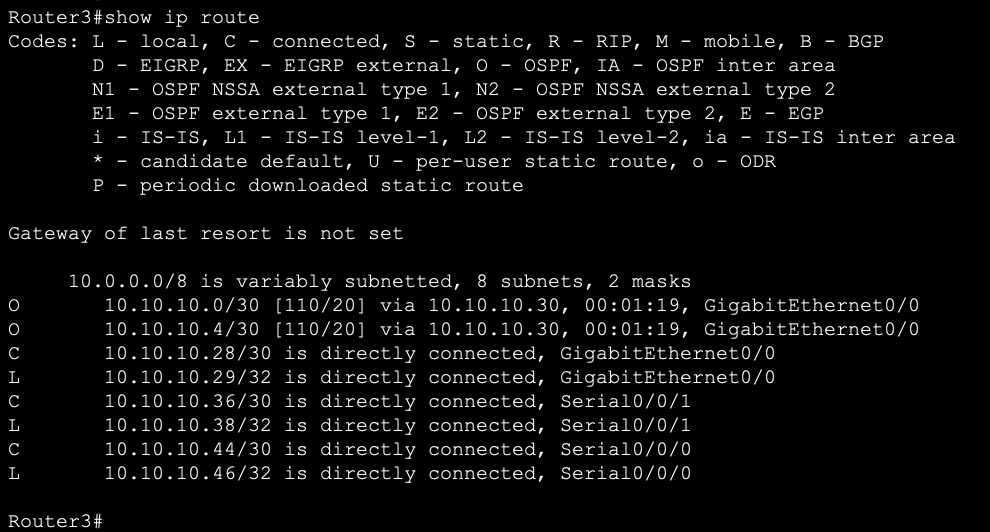 Router3#show ip route
Codes: L - local, C - connected, S - static, R - RIP, M - mobile, B - BGP
       D - EIGRP, EX - EIGRP external, O - OSPF, IA - OSPF inter area
       N1 - OSPF NSSA external type 1, N2 - OSPF NSSA external type 2
       E1 - OSPF external type 1, E2 - OSPF external type 2, E - EGP
       i - IS-IS, L1 - IS-IS level-1, L2 - IS-IS level-2, ia - IS-IS inter area
       * - candidate default, U - per-user static route, o - ODR
       P - periodic downloaded static route

Gateway of last resort is not set

     10.0.0.0/8 is variably subnetted, 8 subnets, 2 masks
O       10.10.10.0/30 [110/20] via 10.10.10.30, 00:01:19, GigabitEthernet0/0
O       10.10.10.4/30 [110/20] via 10.10.10.30, 00:01:19, GigabitEthernet0/0
C       10.10.10.28/30 is directly connected, GigabitEthernet0/0
L       10.10.10.29/32 is directly connected, GigabitEthernet0/0
C       10.10.10.36/30 is directly connected, Serial0/0/1
L       10.10.10.38/32 is directly connected, Serial0/0/1
C       10.10.10.44/30 is directly connected, Serial0/0/0
L       10.10.10.46/32 is directly connected, Serial0/0/0

Router3#